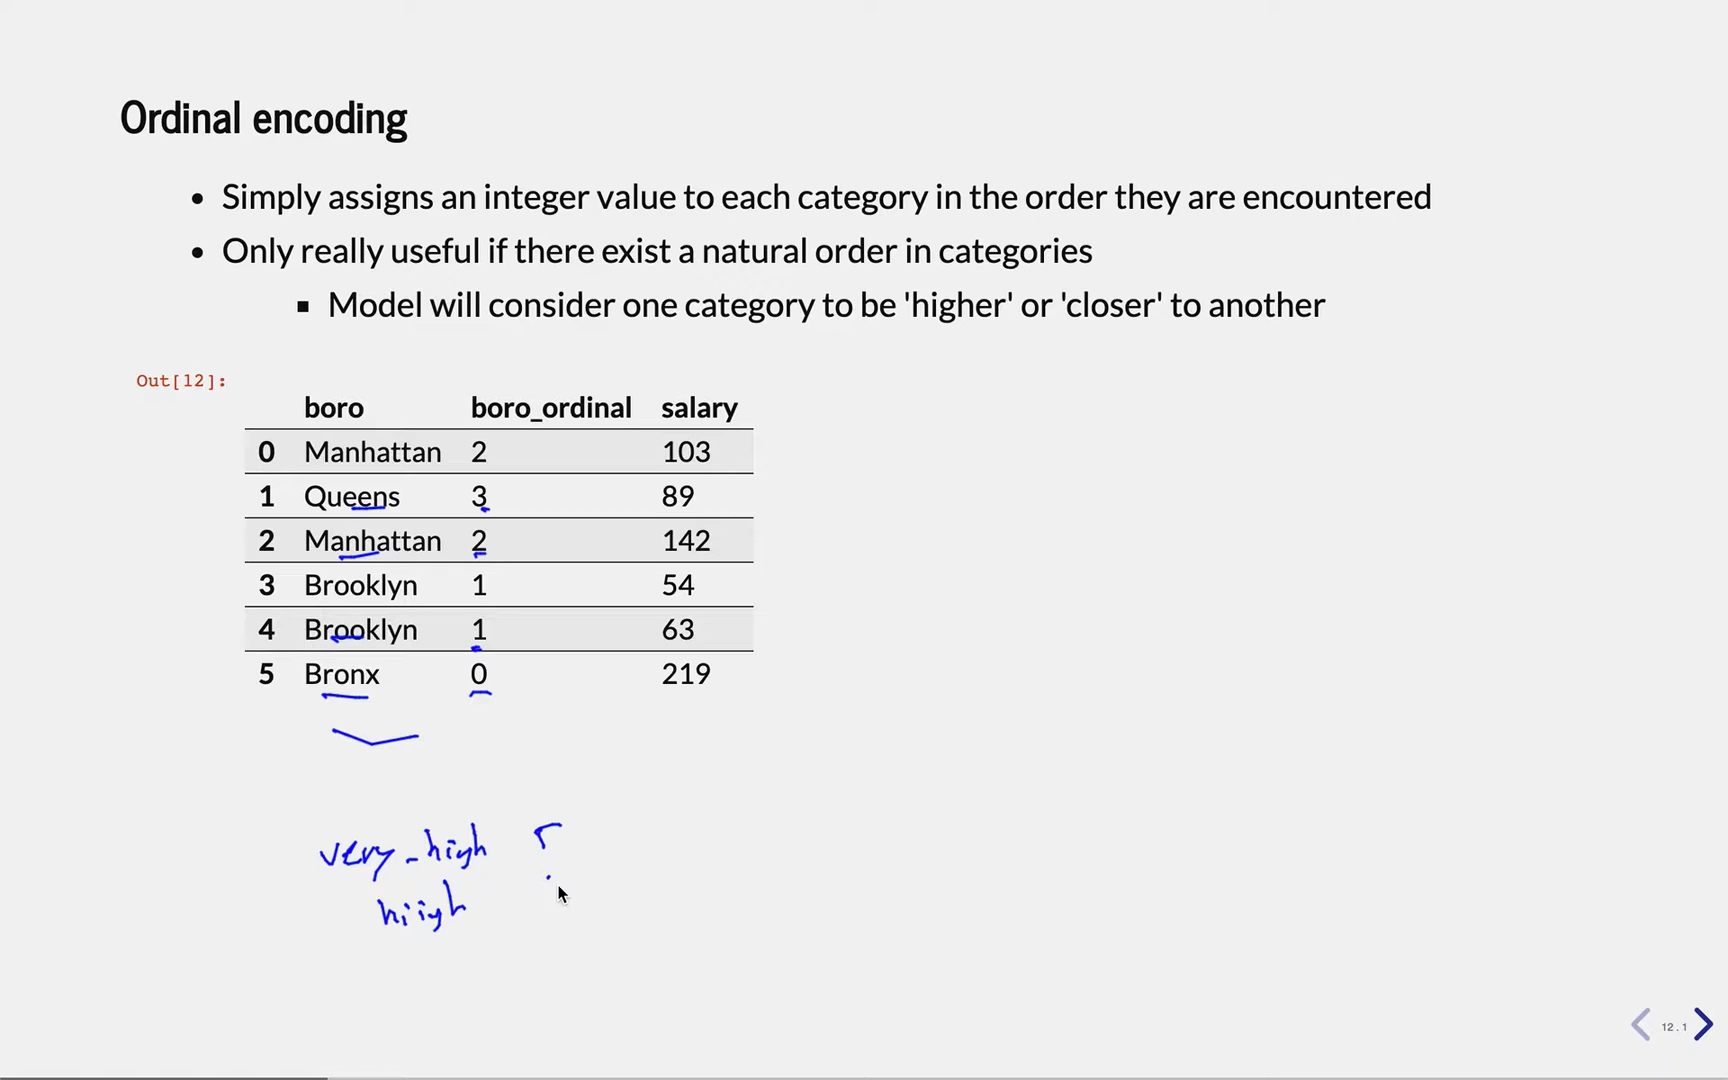 Ordinal encoding
• Simply assigns an integer value to each category in the order they are encountered
• Only really useful if there exist a natural order in categories
▪ Model will consider one category to be 'higher' or 'closer' to another
Out[12]:
boro boro_ordinal salary
0 Manhattan 2 103
1 Queens 3 89
2 Manhattan 2 142
3 Brooklyn 1 54
4 Brooklyn 1 63
5 Bronx 0 219
very_high
hiigh
12.1